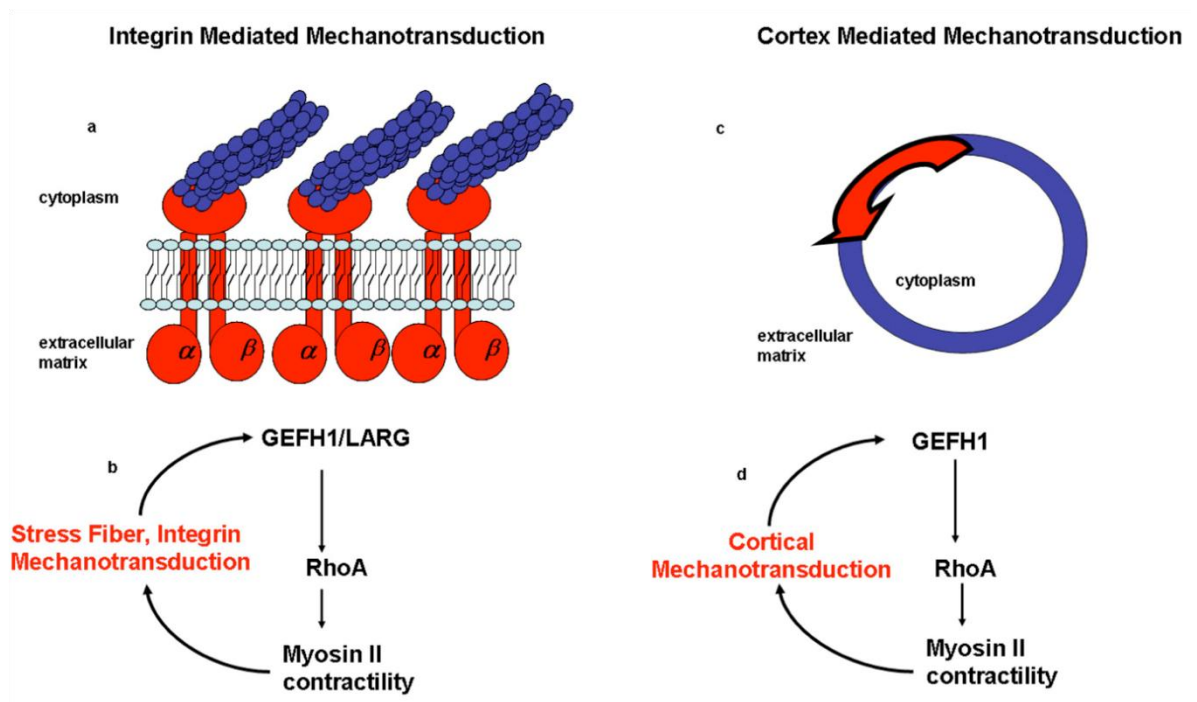 Integrin Mediated Mechanotransduction
a
cytoplasm
α β α β α β
extracellular
matrix
b
GEFH1/LARG
Stress Fiber, Integrin
Mechanotransduction
RhoA
Myosin II
contractility
Cortex Mediated Mechanotransduction
c
cytoplasm
extracellular
matrix
d
GEFH1
Cortical
Mechanotransduction
RhoA
Myosin II
contractility